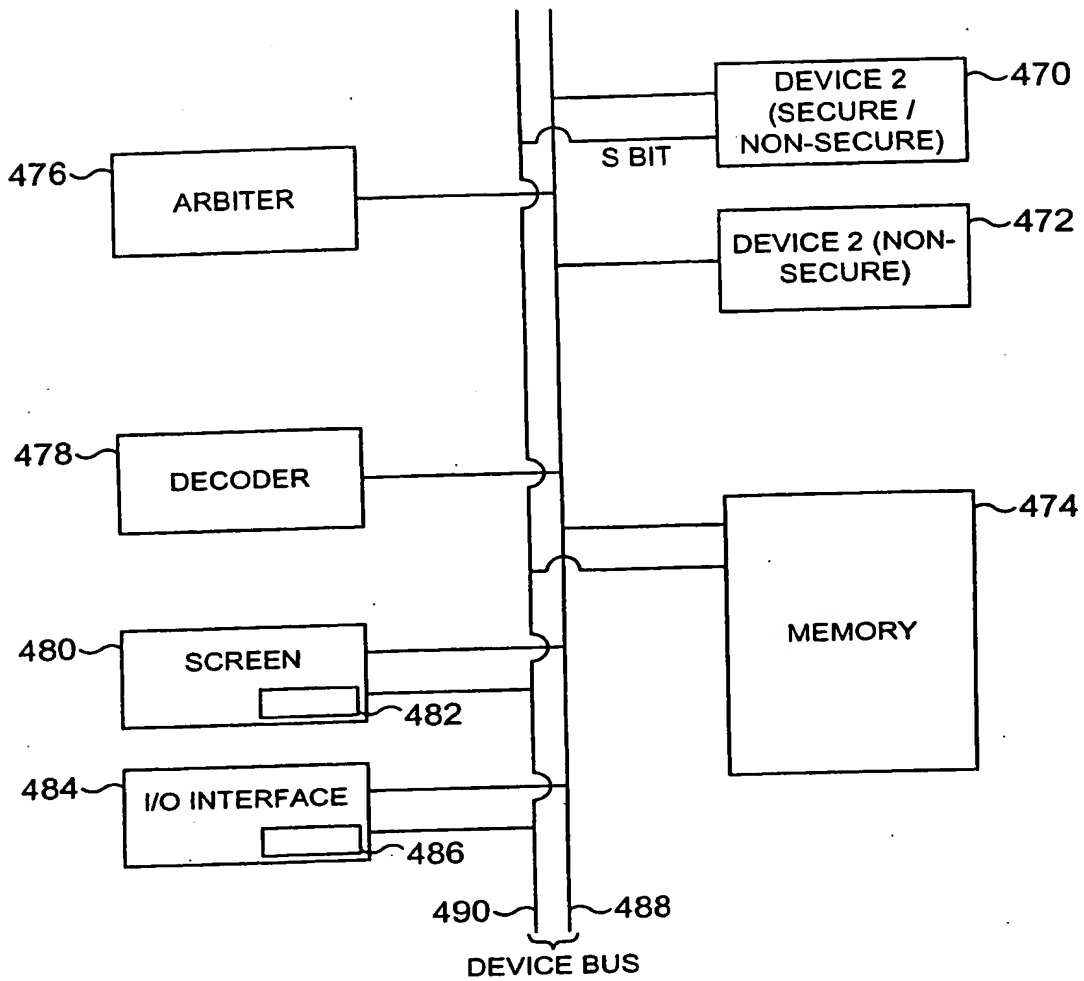 DEVICE 2
(SECURE /
NON-SECURE)
470
S BIT
476
ARBITER
DEVICE 2 (NON-
SECURE)
472
478
DECODER
474
MEMORY
480
SCREEN
482
484
I/O INTERFACE
486
490
488
DEVICE BUS